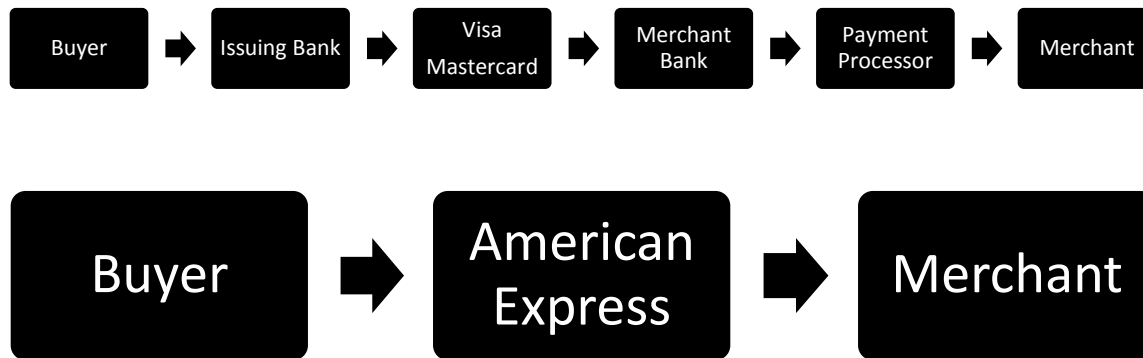 Buyer
Issuing Bank
Visa
Mastercard
Merchant
Bank
Payment
Processor
Merchant
Buyer
American
Express
Merchant